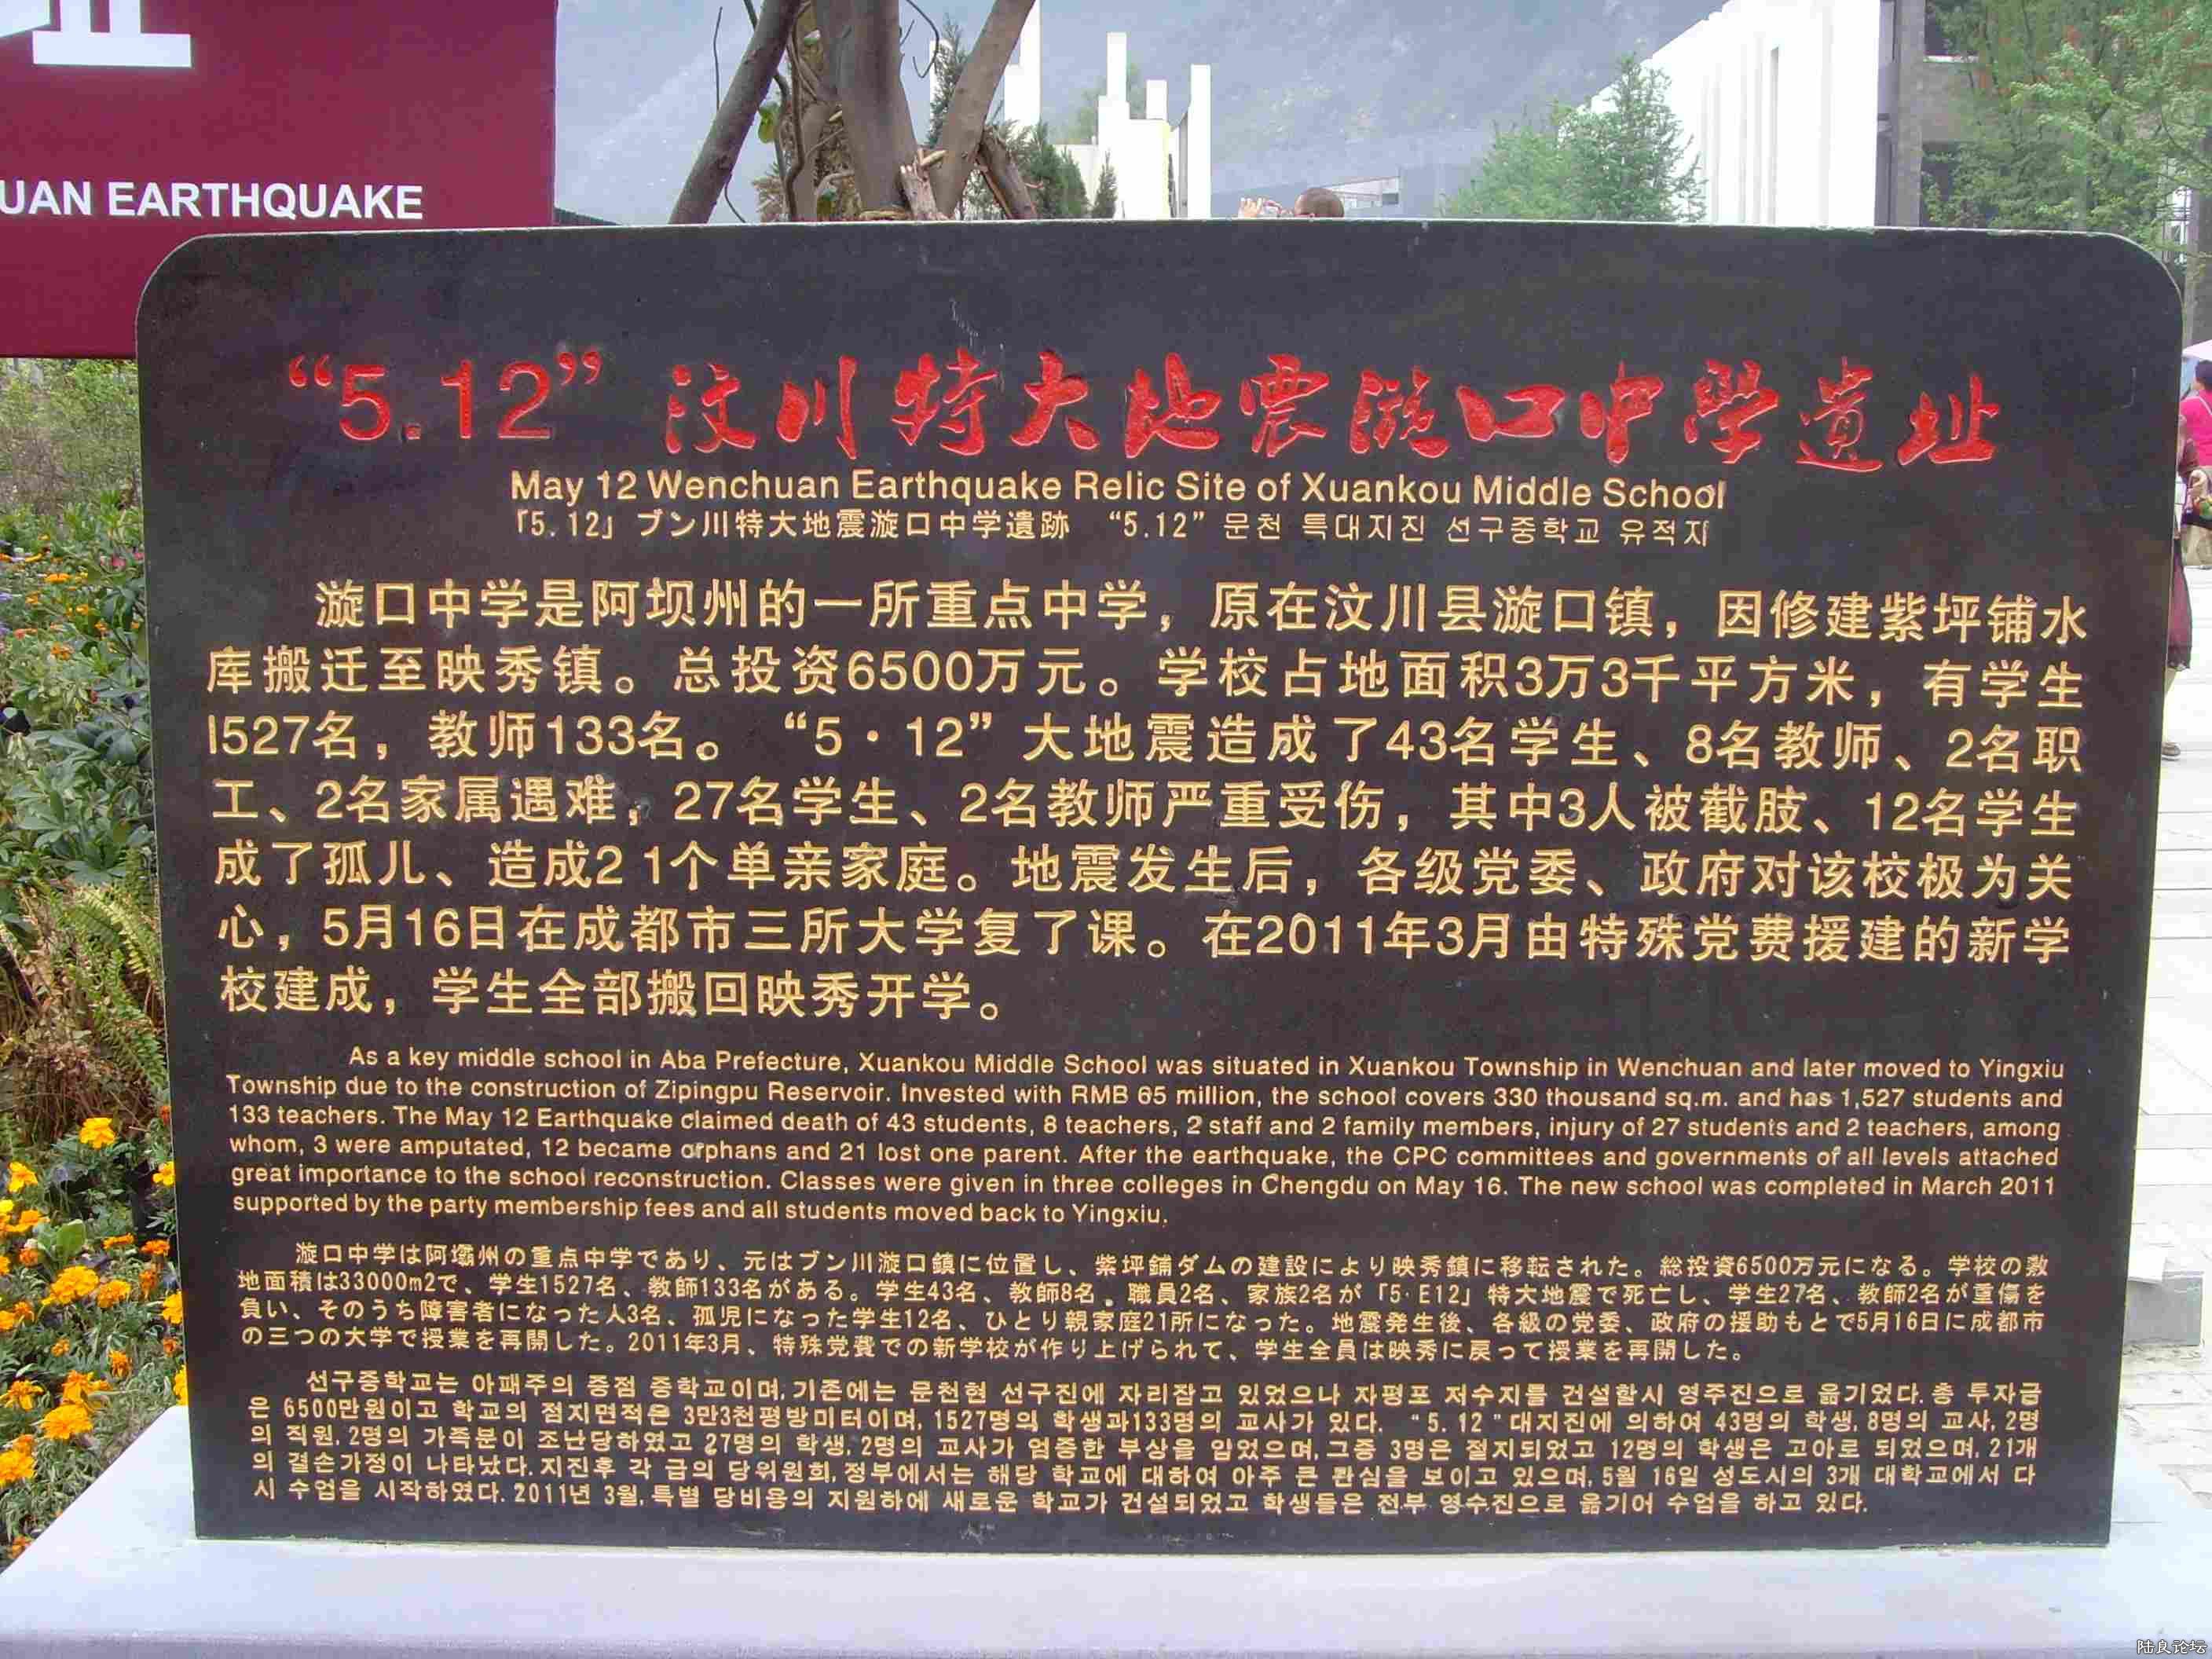 UAN EARTHQUAKE
“5.12”汶川特大地震漩口中學遺址
May 12 Wenchuan Earthquake Relic Site of Xuankou Middle School
「5.12」ブン川特大地震漩口中学遺跡 “5.12” 문천 특대지진 선구중학교 유적지
漩口中学是阿坝州的一所重点中学，原在汶川县漩口镇，因修建紫坪铺水
库搬迁至映秀镇。总投资6500万元。学校占地面积3万3千平方米，有学生
1527名，教师133名。“5·12”大地震造成了43名学生、8名教师、2名职
工、2名家属遇难，27名学生、2名教师严重受伤，其中3人被截肢、12名学生
成了孤儿、造成21个单亲家庭。地震发生后，各级党委、政府对该校极为关
心，5月16日在成都市三所大学复了课。在2011年3月由特殊党费援建的新学
校建成，学生全部搬回映秀开学。
As a key middle school in Aba Prefecture, Xuankou Middle School was situated in Xuankou Township in Wenchuan and later moved to Yingxiu
Township due to the construction of Zipingpu Reservoir. Invested with RMB 65 million, the school covers 330 thousand sq.m. and has 1,527 students and
133 teachers. The May 12 Earthquake claimed death of 43 students, 8 teachers, 2 staff and 2 family members, injury of 27 students and 2 teachers, among
whom, 3 were amputated, 12 became orphans and 21 lost one parent. After the earthquake, the CPC committees and governments of all levels attached
great importance to the school reconstruction. Classes were given in three colleges in Chengdu on May 16. The new school was completed in March 2011
supported by the party membership fees and all students moved back to Yingxiu.
漩口中学は阿壩州の重点中学であり、元はブン川漩口鎮に位置し、紫坪鋪ダムの建設により映秀鎮に移転された。総投資6500万元になる。学校の敷
地面積は33000m2で、学生1527名、教師133名がある。学生43名、教師8名、職員2名、家族2名が「5·E12」特大地震で死亡し、学生27名、教師2名が重傷を
負い、そのうち障害者になった人3名、孤児になった学生12名、ひとり親家庭21所になった。地震発生後、各級の党委、政府の援助もとで5月16日に成都市
の三つの大学で授業を再開した。2011年3月、特殊党費での新学校が作り上げられて、学生全員は映秀に戻って授業を再開した。
선구중학교는 아패주의 중점 중학교이며, 기존에는 문천현 선구진에 자리잡고 있었으나 자평포 저수지를 건설할시 영주진으로 옮기었다. 총 투자금
은 6500만원이고 학교의 점지면적은 3만3천평방미터이며, 1527명의 학생과133명의 교사가 있다. “5.12”대지진에 의하여 43명의 학생, 8명의 교사, 2명
의 직원, 2명의 가족분이 조난당하였고 27명의 학생, 2명의 교사가 엄중한 부상을 입었으며, 그중 3명은 절지되었고 12명의 학생은 고아로 되었으며, 21개
의 결손가정이 나타났다. 지진후 각 급의 당위원회, 정부에서는 해당 학교에 대하여 아주 큰 관심을 보이고 있으며, 5월 16일 성도시의 3개 대학교에서 다
시 수업을 시작하였다. 2011년 3월, 특별 당비용의 지원하에 새로운 학교가 건설되었고 학생들은 전부 영수진으로 옮기어 수업을 하고 있다.
陆良论坛